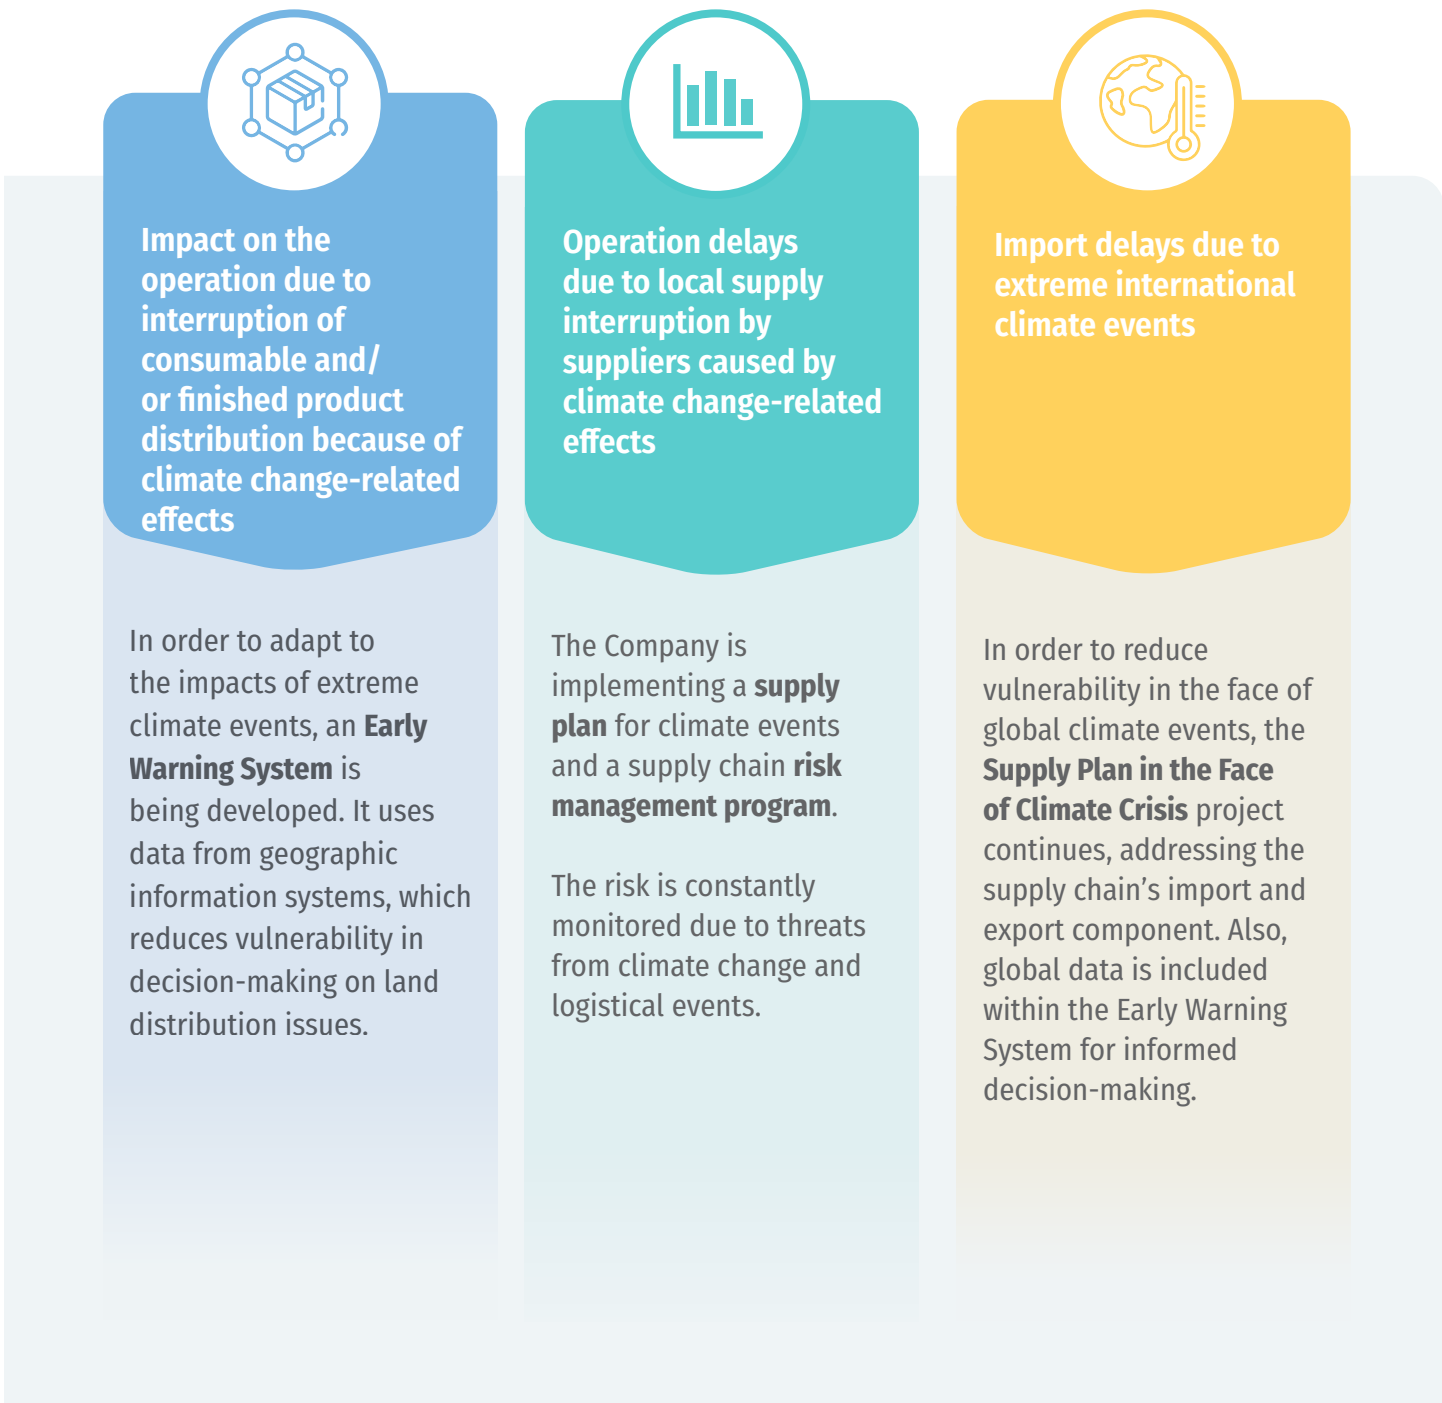 Impact on the
operation due to
interruption of
consumable and/
or finished product
distribution because of
climate change-related
effects
In order to adapt to
the impacts of extreme
climate events, an Early
Warning System is
being developed. It uses
data from geographic
information systems, which
reduces vulnerability in
decision-making on land
distribution issues.
Operation delays
due to local supply
interruption by
suppliers caused by
climate change-related
effects
The Company is
implementing a supply
plan for climate events
and a supply chain risk
management program.
The risk is constantly
monitored due to threats
from climate change and
logistical events.
Import delays due to
extreme international
climate events
In order to reduce
vulnerability in the face of
global climate events, the
Supply Plan in the Face
of Climate Crisis project
continues, addressing the
supply chain’s import and
export component. Also,
global data is included
within the Early Warning
System for informed
decision-making.